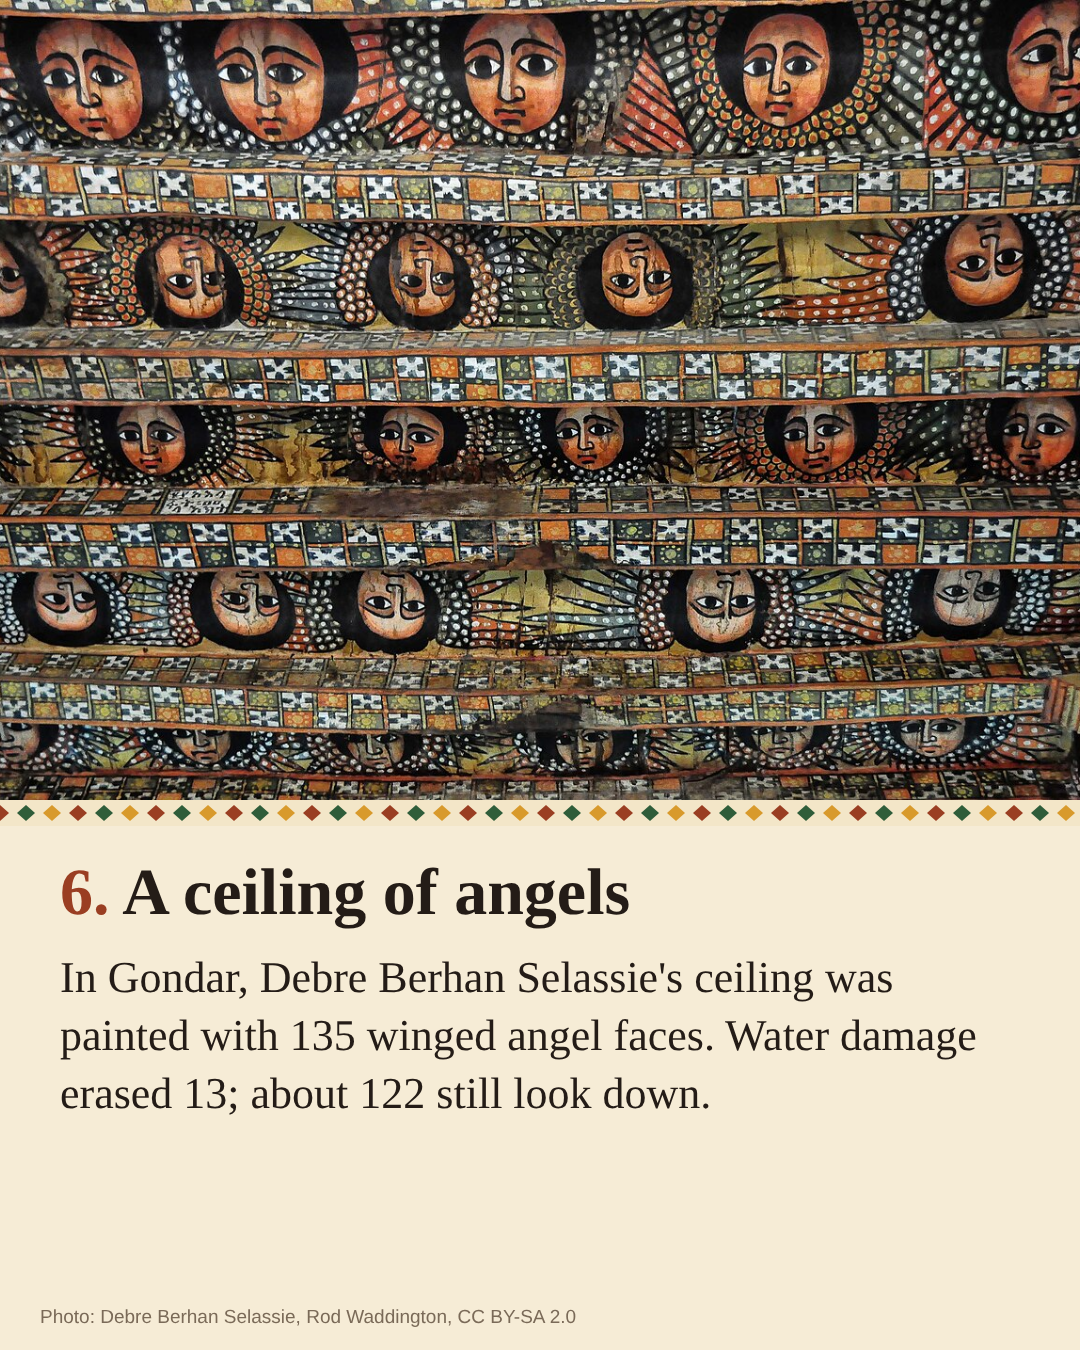 6. A ceiling of angels
In Gondar, Debre Berhan Selassie's ceiling was
painted with 135 winged angel faces. Water damage
erased 13; about 122 still look down.
Photo: Debre Berhan Selassie, Rod Waddington, CC BY-SA 2.0